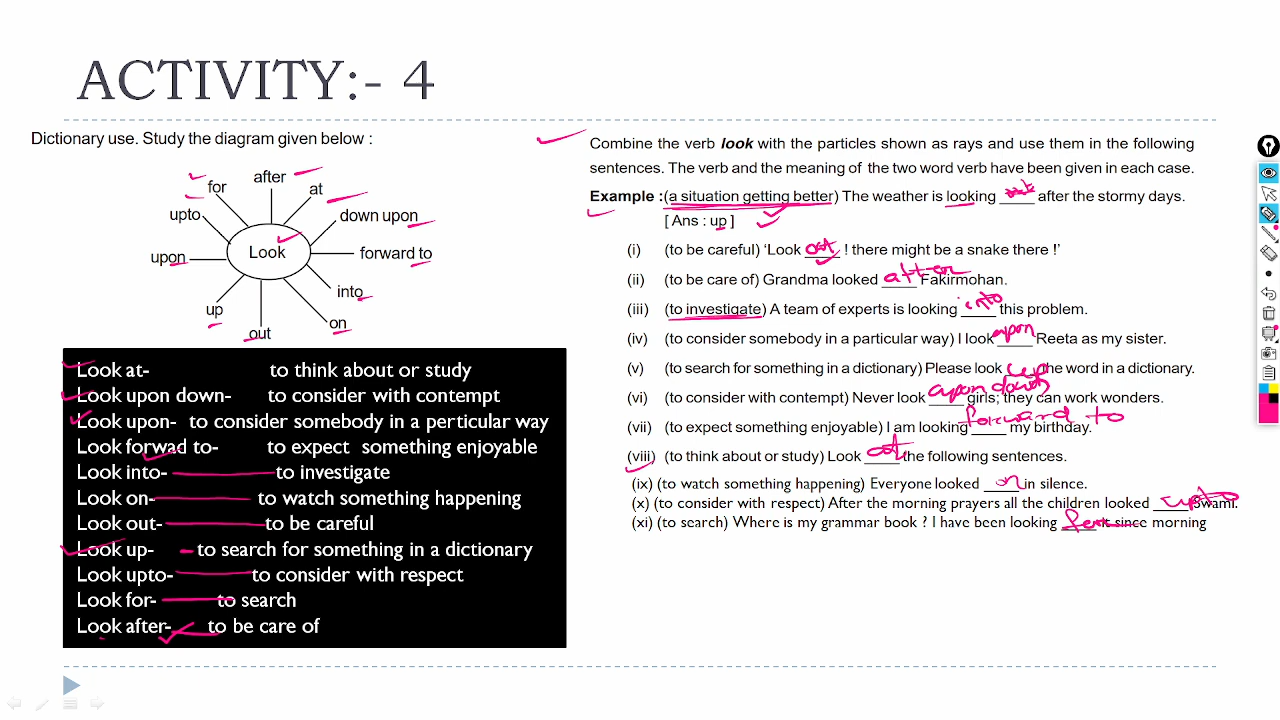 ACTIVITY:- 4
Dictionary use. Study the diagram given below :
after
for
at
upto
down upon
Look
upon
forward to
into
up
on
out
Look at- to think about or study
Look upon down- to consider with contempt
Look upon- to consider somebody in a perticular way
Look forwad to- to expect something enjoyable
Look into- to investigate
Look on- to watch something happening
Look out- to be careful
Look up- to search for something in a dictionary
Look upto- to consider with respect
Look for- to search
Look after- to be care of
Combine the verb look with the particles shown as rays and use them in the following
sentences. The verb and the meaning of the two word verb have been given in each case.
Example : (a situation getting better) The weather is looking ____ after the stormy days.
[ Ans : up ]
(i) (to be careful) 'Look out ! there might be a snake there !'
(ii) (to be care of) Grandma looked after Fakirmohan.
(iii) (to investigate) A team of experts is looking into this problem.
(iv) (to consider somebody in a particular way) I look upon Reeta as my sister.
(v) (to search for something in a dictionary) Please look up the word in a dictionary.
(vi) (to consider with contempt) Never look upon down girls; they can work wonders.
(vii) (to expect something enjoyable) I am looking forward to my birthday.
(viii) (to think about or study) Look at the following sentences.
(ix) (to watch something happening) Everyone looked on in silence.
(x) (to consider with respect) After the morning prayers all the children looked upto Swami.
(xi) (to search) Where is my grammar book ? I have been looking for since morning